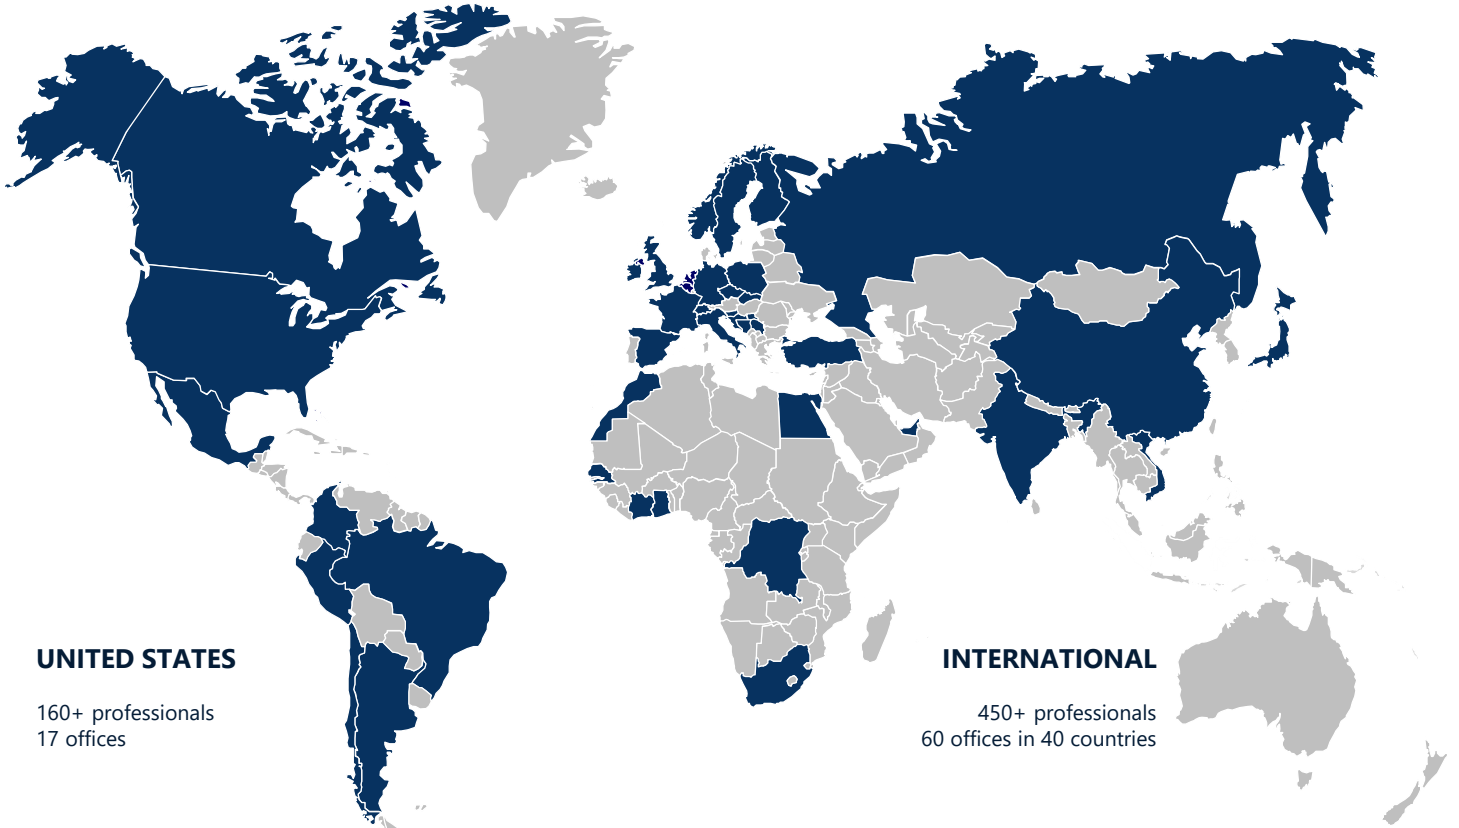 UNITED STATES
160+ professionals
17 offices
INTERNATIONAL
450+ professionals
60 offices in 40 countries